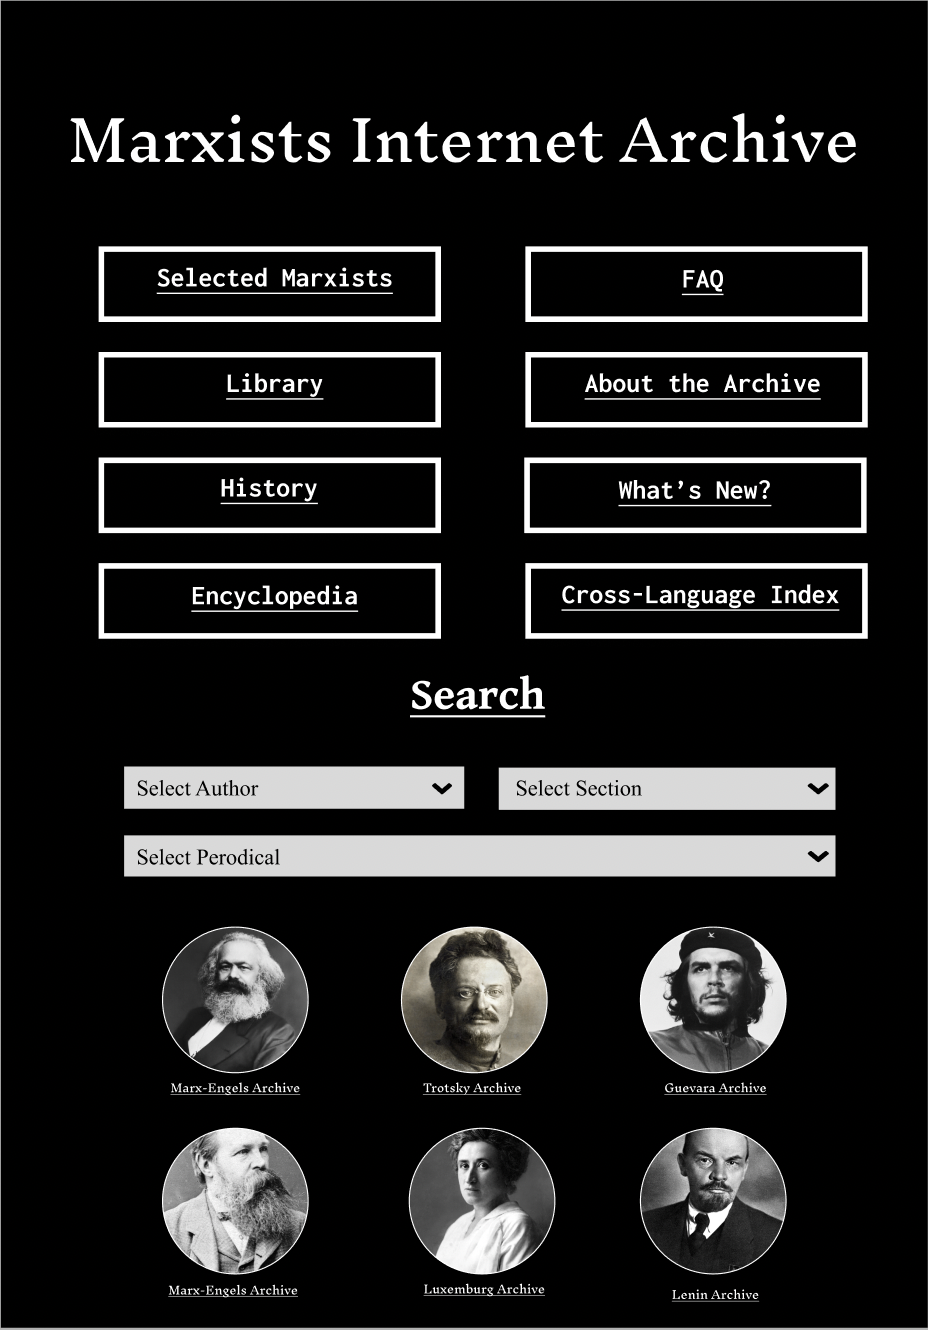 Marxists Internet Archive
Selected Marxists
FAQ
Library
About the Archive
History
What's New?
Encyclopedia
Cross-Language Index
Search
Select Author
Select Section
Select Perodical
Marx-Engels Archive
Trotsky Archive
Guevara Archive
Marx-Engels Archive
Luxemburg Archive
Lenin Archive